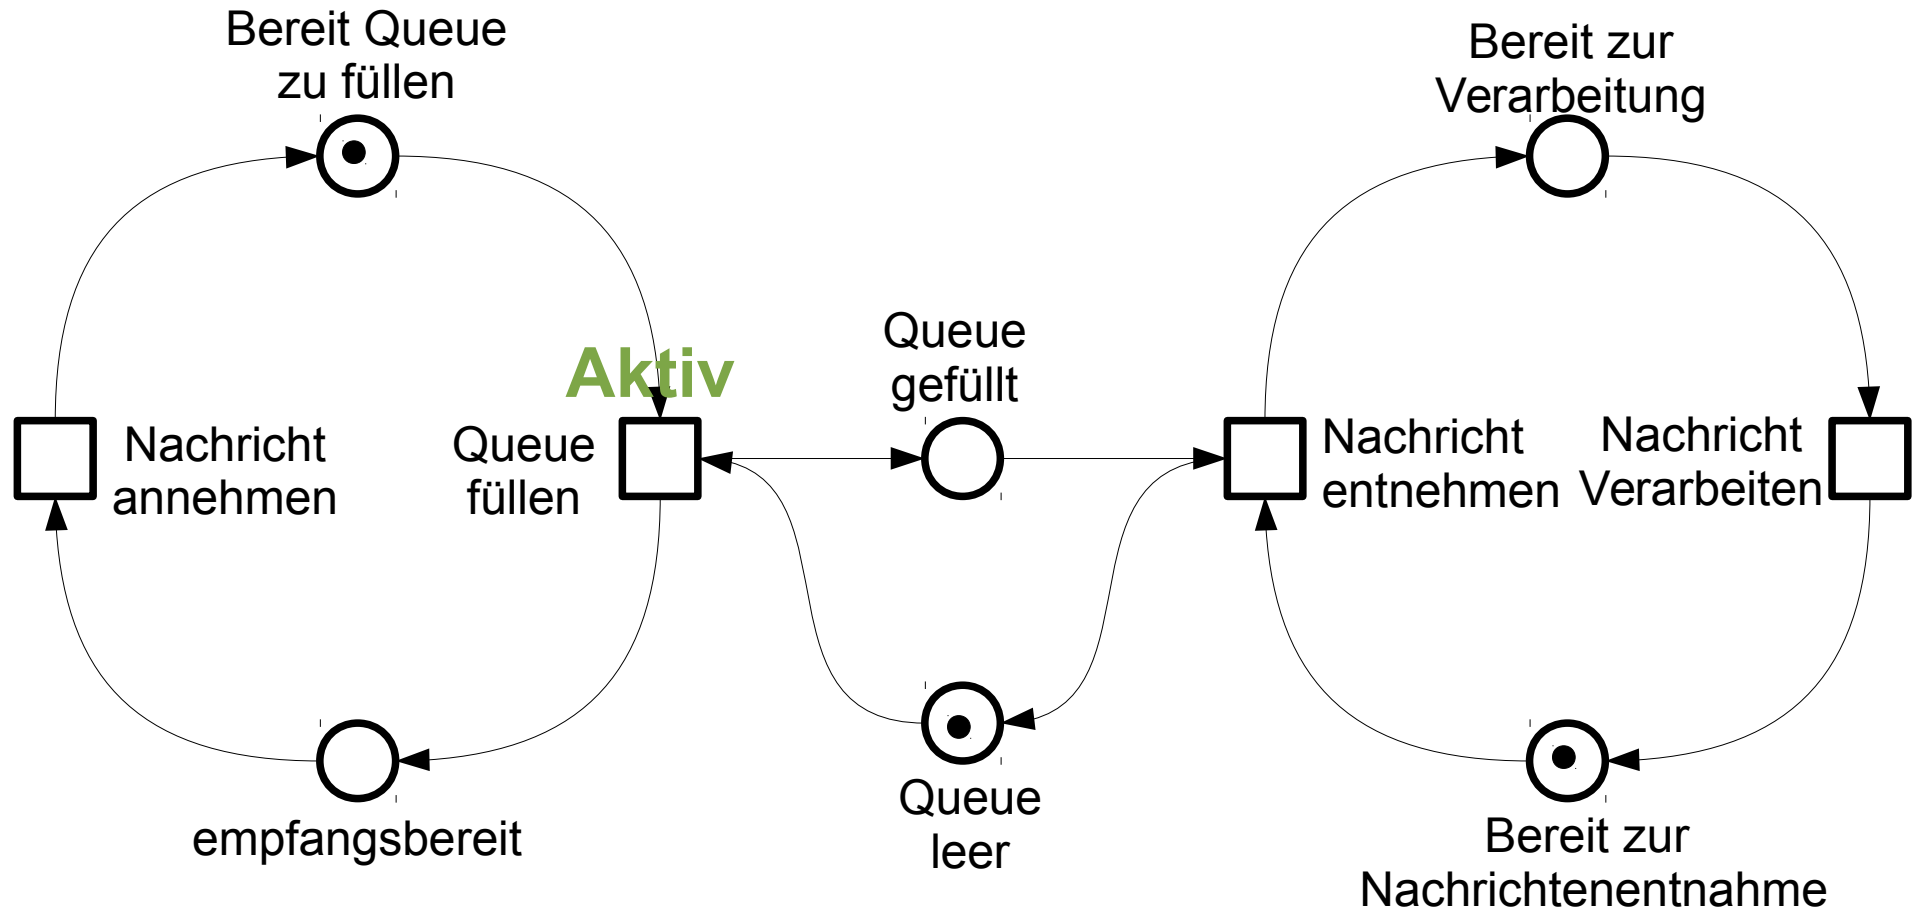 Bereit Queue
zu füllen
Bereit zur
Verarbeitung
Queue
gefüllt
Aktiv
Nachricht
annehmen
Queue
füllen
Nachricht
entnehmen
Nachricht
Verarbeiten
empfangsbereit
Queue
leer
Bereit zur
Nachrichtenentnahme